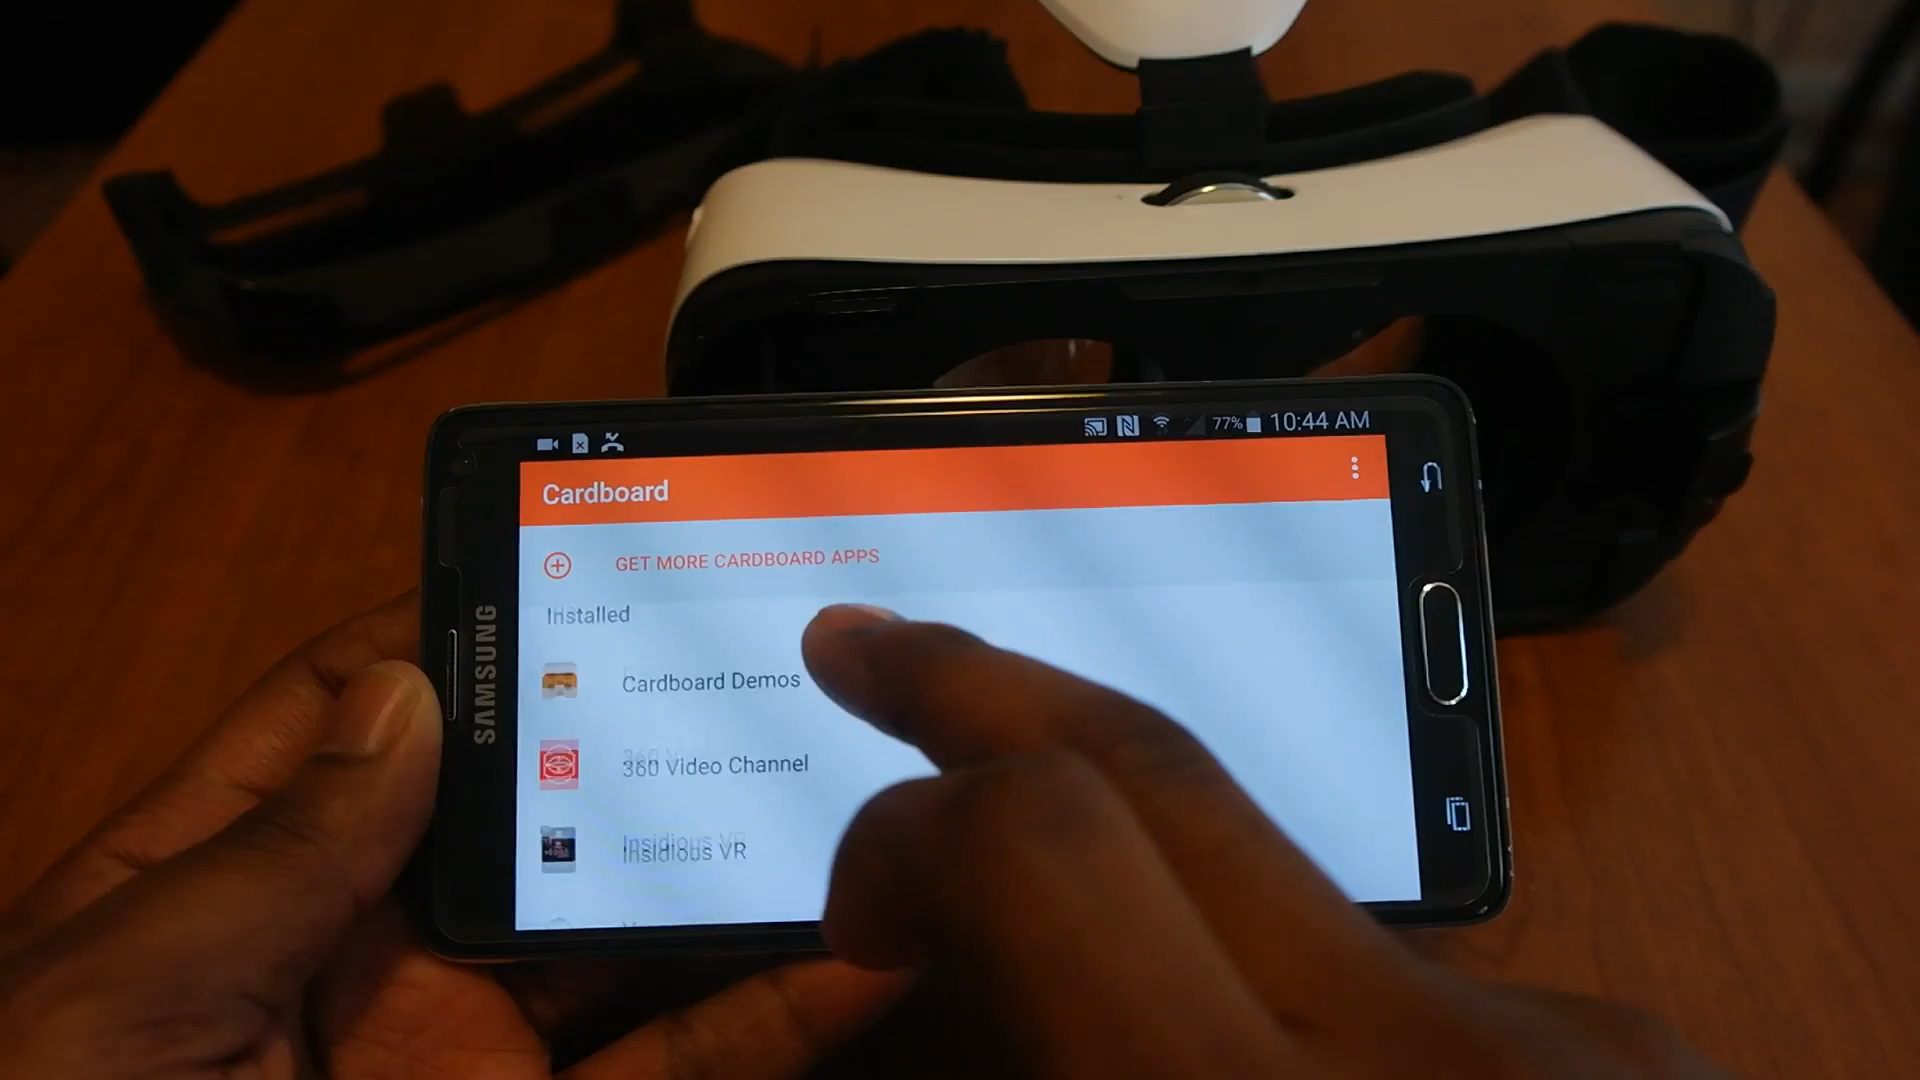 77% 10:44 AM
Cardboard
GET MORE CARDBOARD APPS
Installed
Cardboard Demos
360 Video Channel
Insidious VR
SAMSUNG